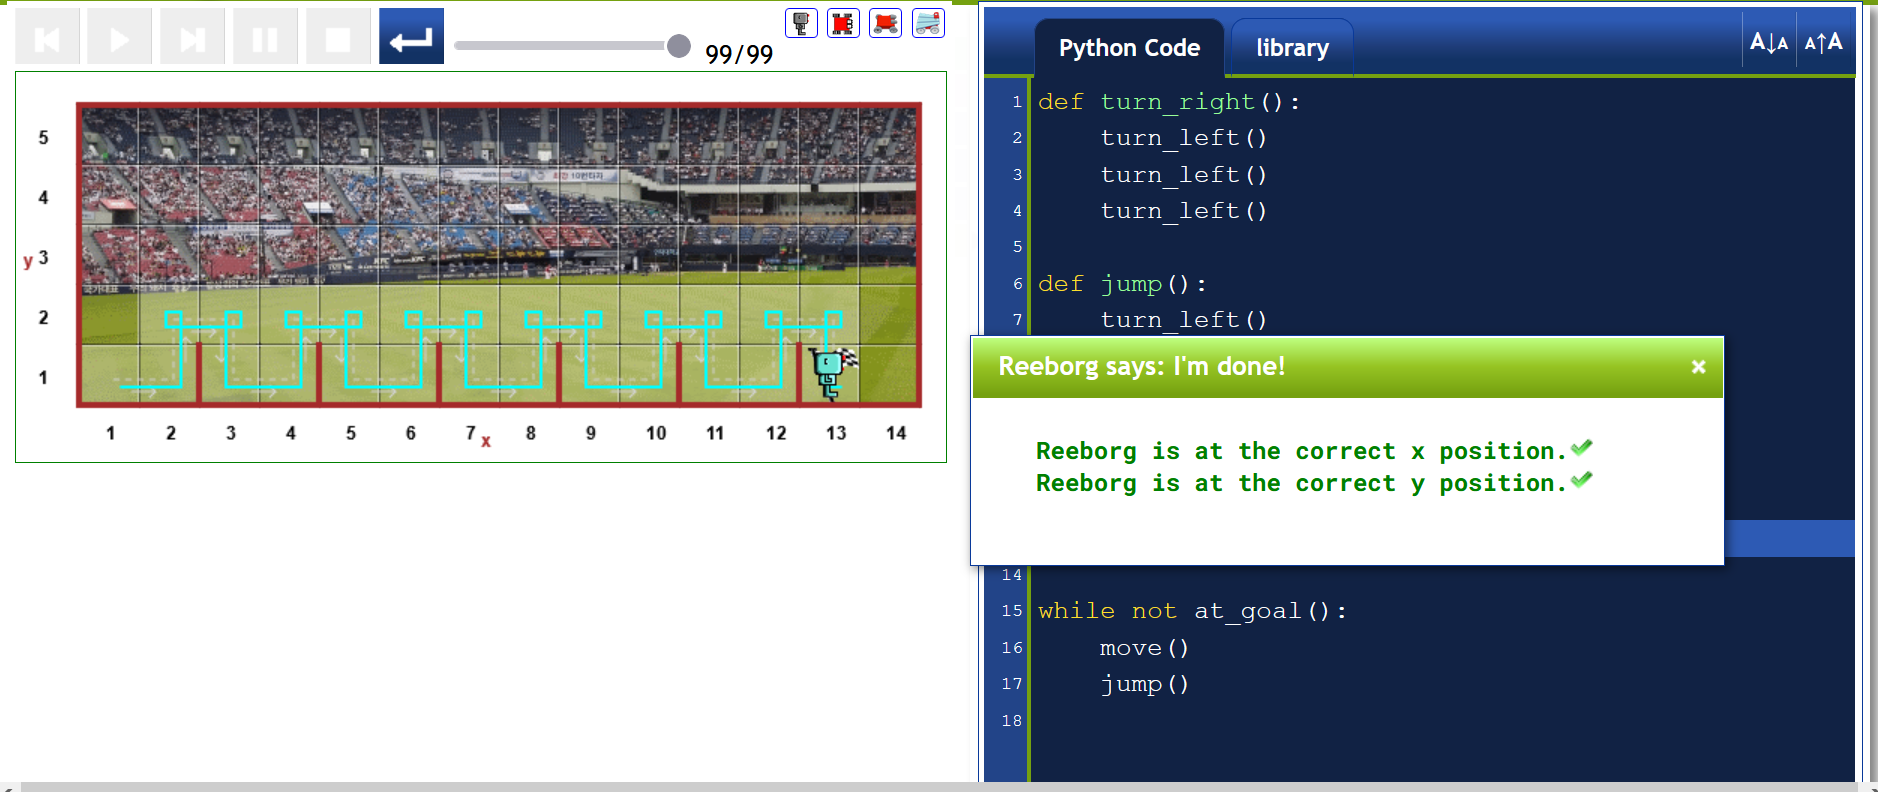 99/99
5
4
y 3
2
1
1 2 3 4 5 6 7 x 8 9 10 11 12 13 14
Python Code
library
A↓A A↑A
1 def turn_right():
2 turn_left()
3 turn_left()
4 turn_left()
5
6 def jump():
7 turn_left()
Reeborg says: I'm done! ×
Reeborg is at the correct x position.
Reeborg is at the correct y position.
14
15 while not at_goal():
16 move()
17 jump()
18